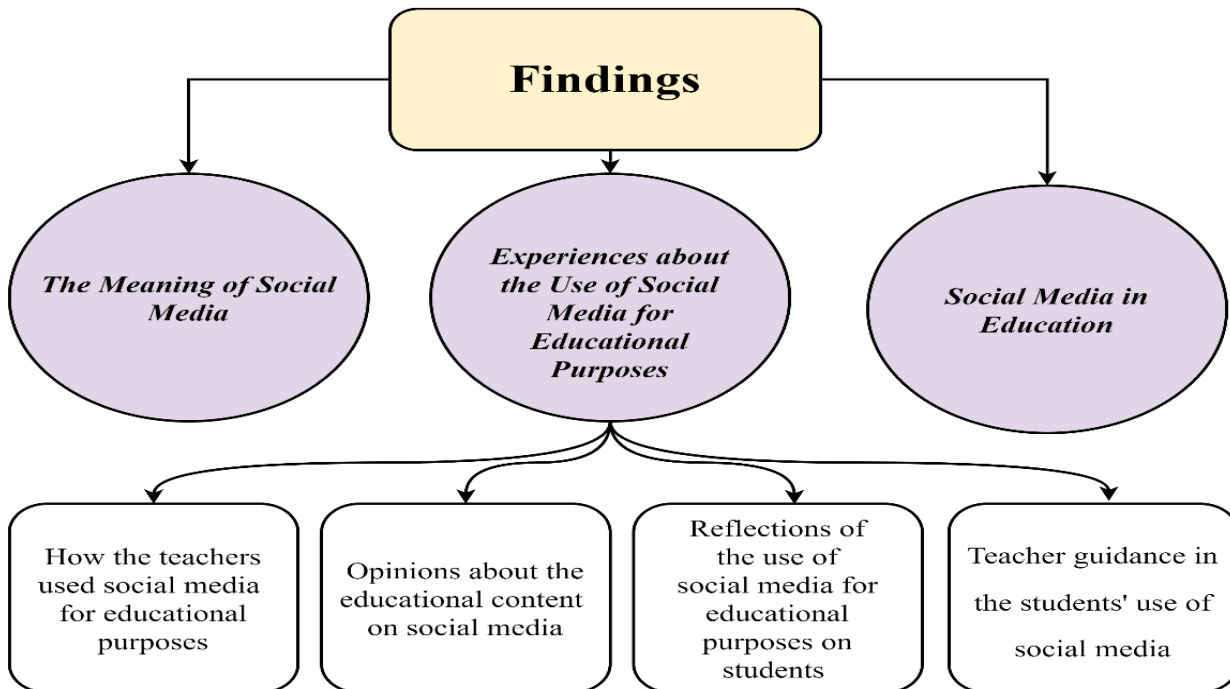 Findings
The Meaning of Social
Media
Experiences about
the Use of Social
Media for
Educational
Purposes
Social Media in
Education
How the teachers
used social media
for educational
purposes
Opinions about the
educational content
on social media
Reflections of
the use of
social media for
educational
purposes on
students
Teacher guidance in
the students' use of
social media